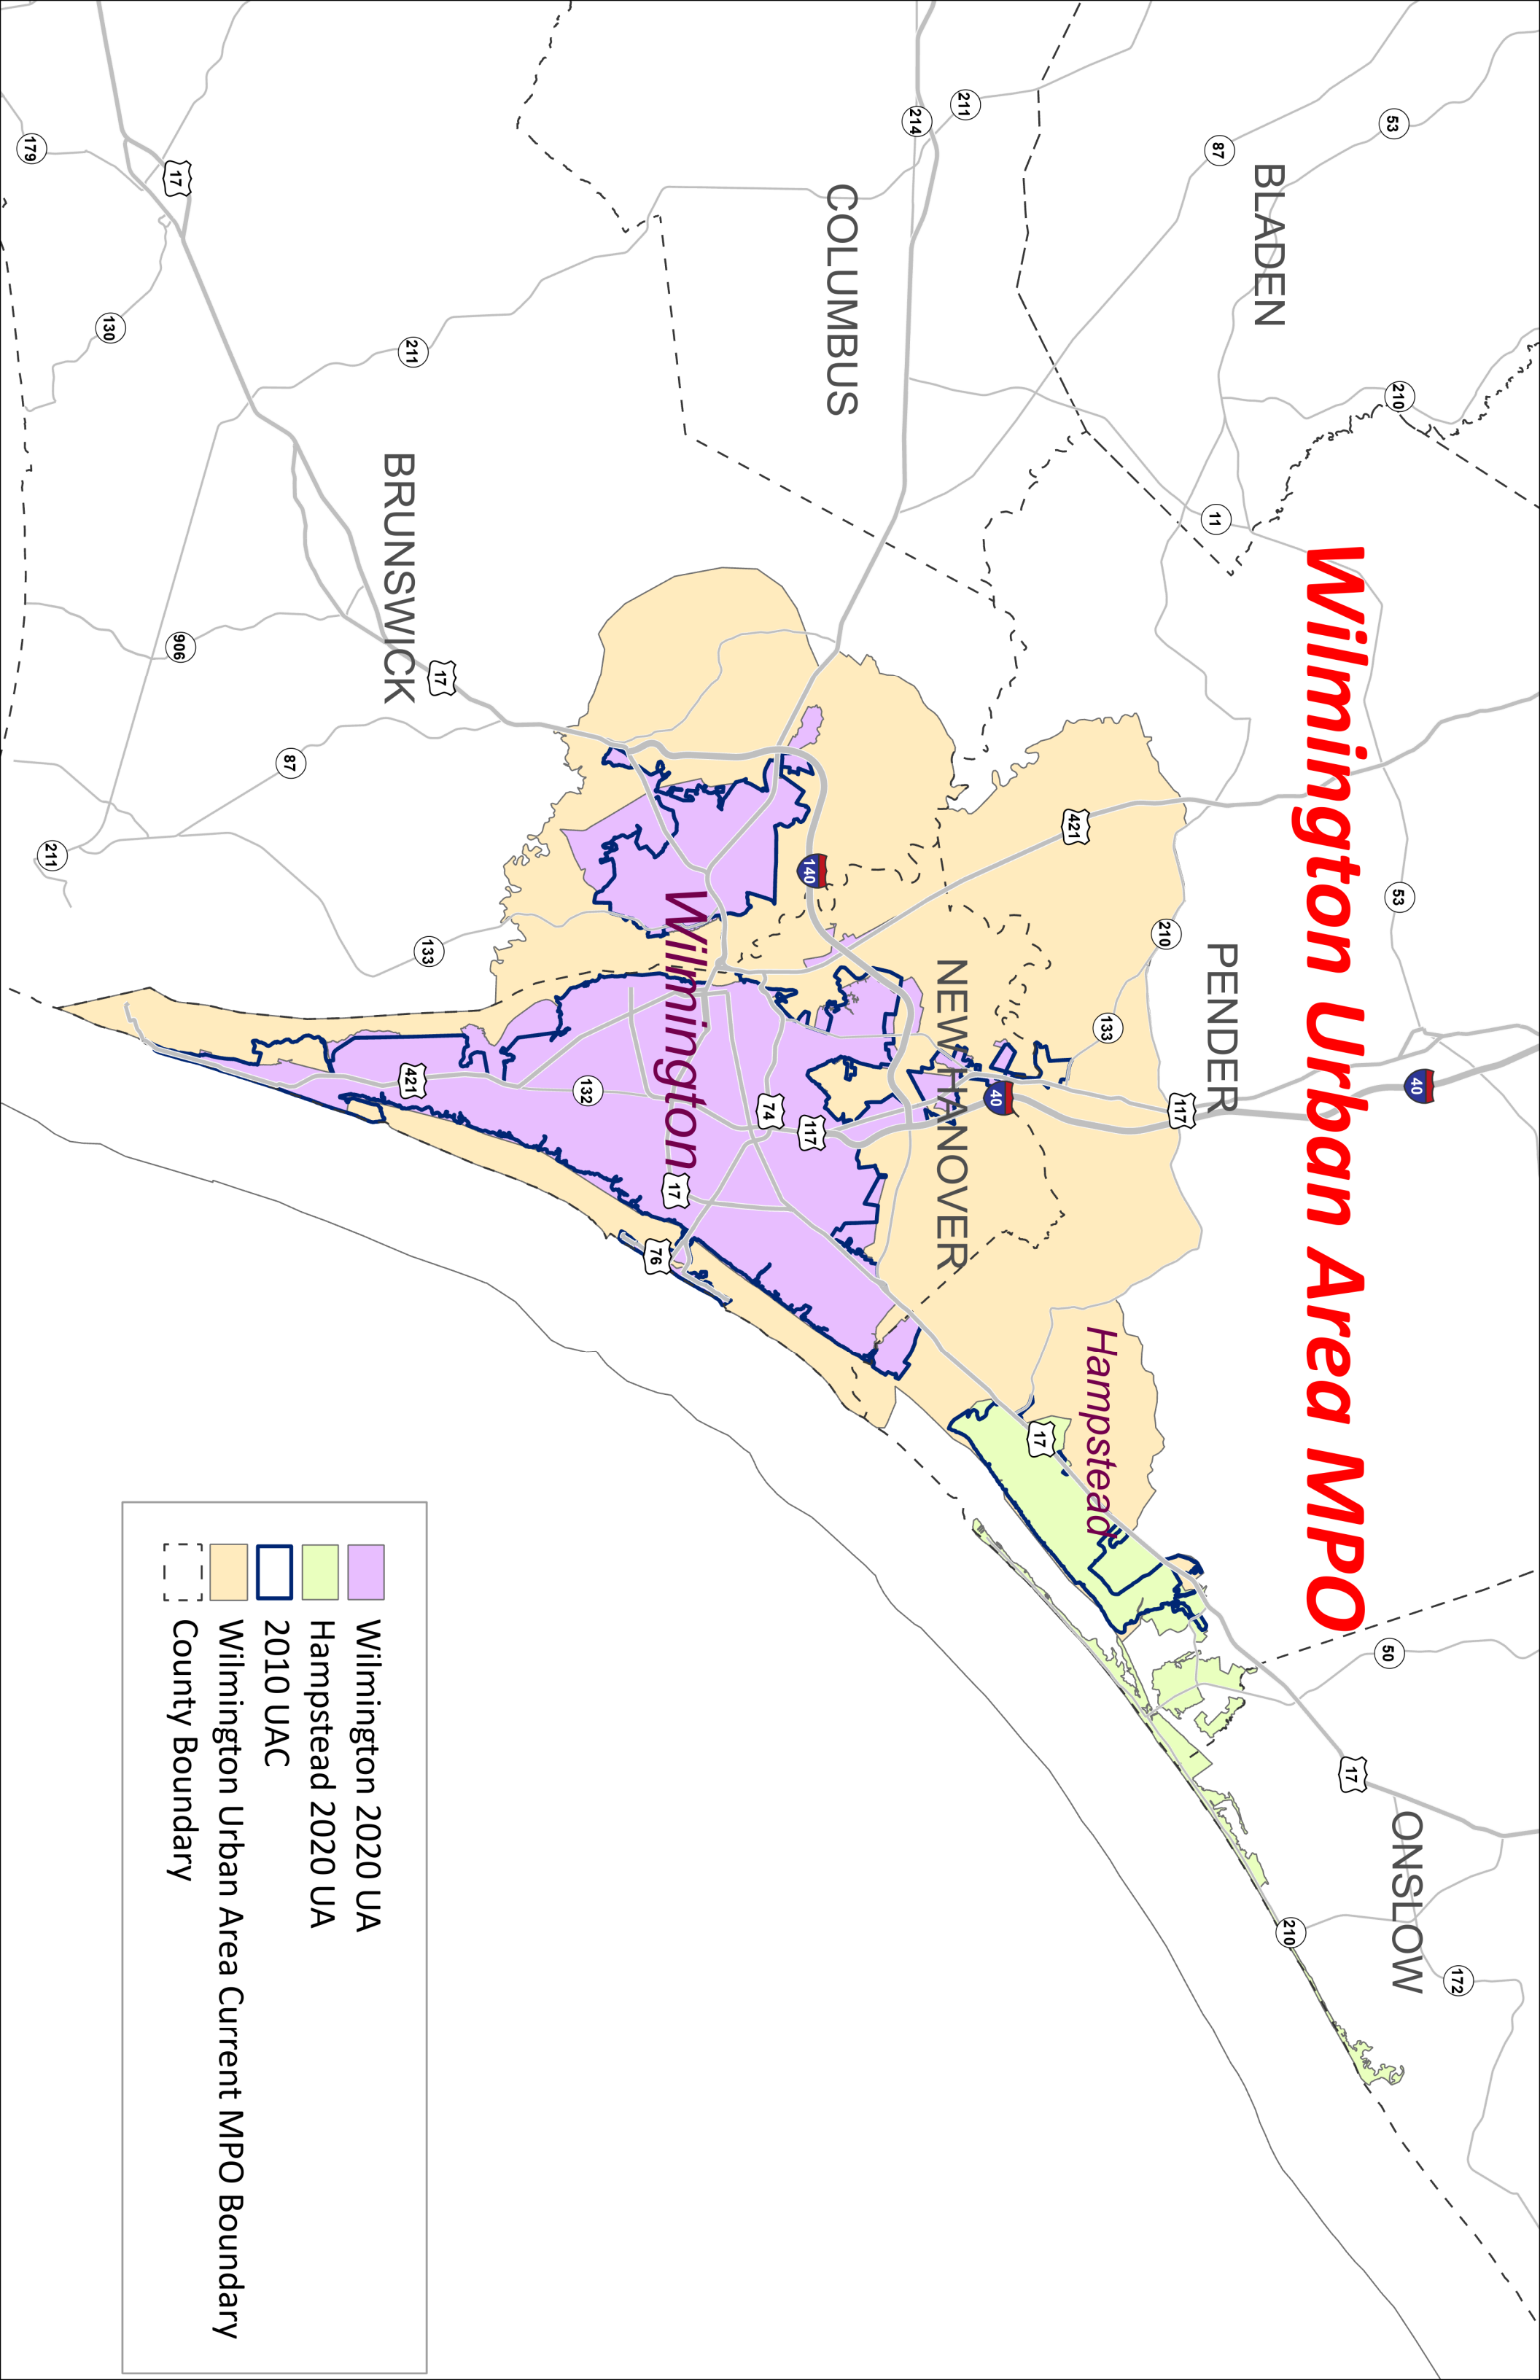 Wilmington Urban Area MPO
40
53
53
50
17
ONSLOW
172
87
BLADEN
210
11
210
PENDER
117
210
133
421
40
Hampstead
17
211
214
COLUMBUS
NEW HANOVER
140
117
74
Wilmington
17
76
132
421
211
BRUNSWICK
17
133
87
211
906
130
17
179
Wilmington 2020 UA
Hampstead 2020 UA
2010 UAC
Wilmington Urban Area Current MPO Boundary
County Boundary